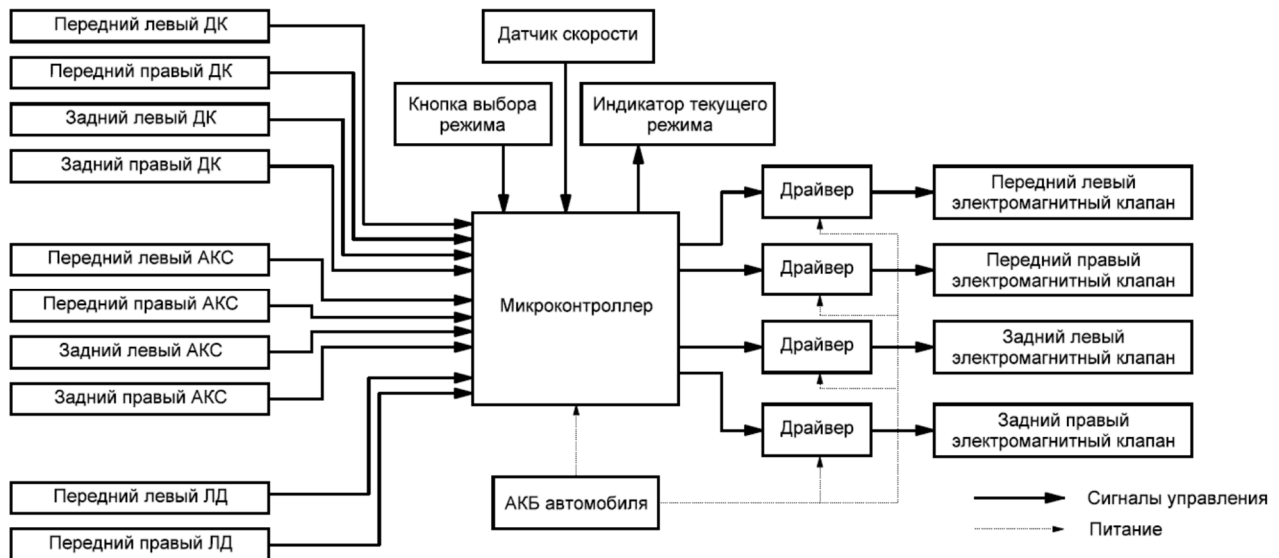 Передний левый ДК
Передний правый ДК
Задний левый ДК
Задний правый ДК
Передний левый АКС
Передний правый АКС
Задний левый АКС
Задний правый АКС
Передний левый ЛД
Передний правый ЛД
Датчик скорости
Кнопка выбора
режима
Индикатор текущего
режима
Микроконтроллер
АКБ автомобиля
Драйвер
Драйвер
Драйвер
Драйвер
Передний левый
электромагнитный клапан
Передний правый
электромагнитный клапан
Задний левый
электромагнитный клапан
Задний правый
электромагнитный клапан
Сигналы управления
Питание